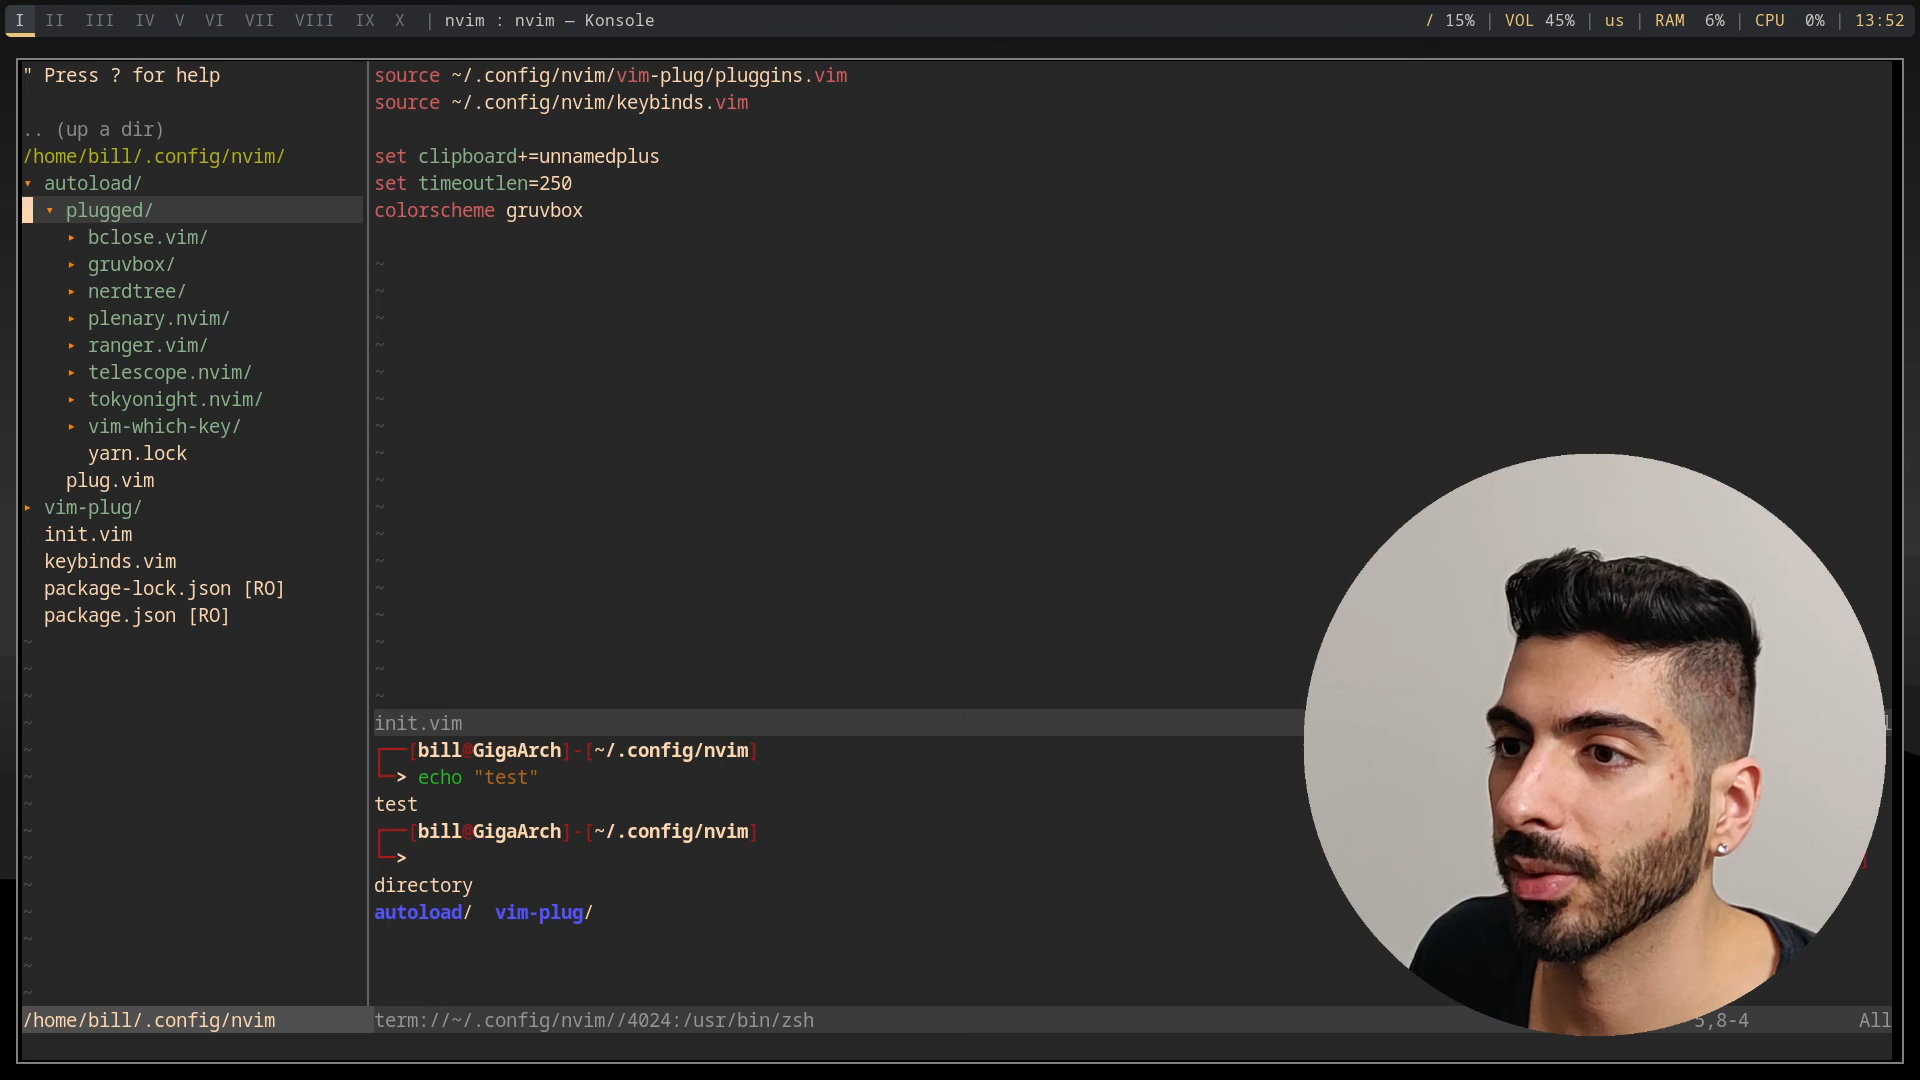 I II III IV V VI VII VIII IX X | nvim : nvim — Konsole
/ 15% | VOL 45% | us | RAM 6% | CPU 0% | 13:52
" Press ? for help
.. (up a dir)
/home/bill/.config/nvim/
▾ autoload/
▾ plugged/
▸ bclose.vim/
▸ gruvbox/
▸ nerdtree/
▸ plenary.nvim/
▸ ranger.vim/
▸ telescope.nvim/
▸ tokyonight.nvim/
▸ vim-which-key/
yarn.lock
plug.vim
▸ vim-plug/
init.vim
keybinds.vim
package-lock.json [RO]
package.json [RO]
/home/bill/.config/nvim
source ~/.config/nvim/vim-plug/pluggins.vim
source ~/.config/nvim/keybinds.vim
set clipboard+=unnamedplus
set timeoutlen=250
colorscheme gruvbox
init.vim
┌──[bill@GigaArch]-[~/.config/nvim]
└─> echo "test"
test
┌──[bill@GigaArch]-[~/.config/nvim]
└─>
directory
autoload/ vim-plug/
term://~/.config/nvim//4024:/usr/bin/zsh 5,8-4 All